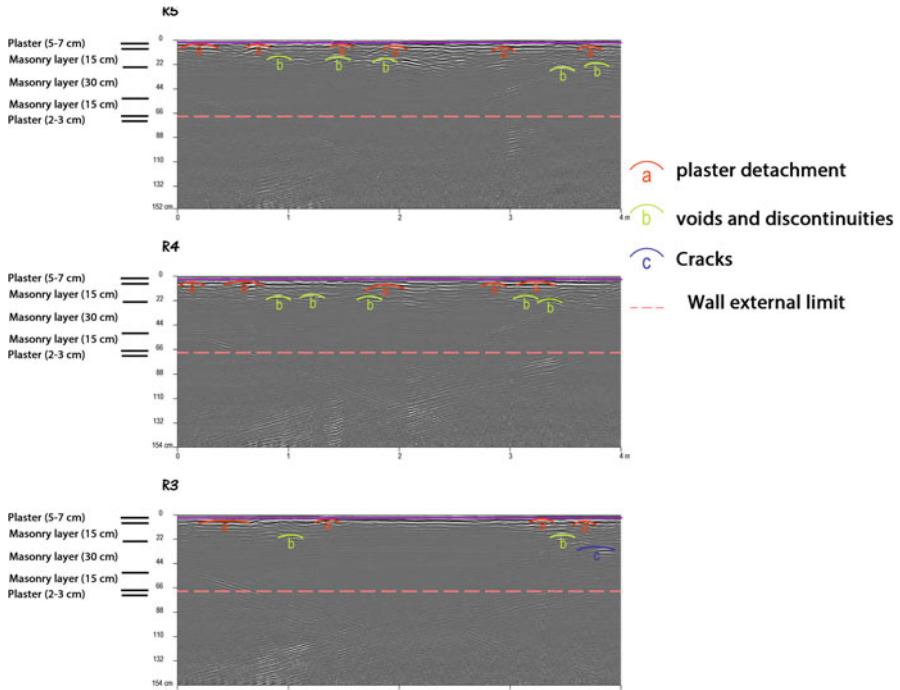 R5
Plaster (5-7 cm)
Masonry layer (15 cm)
Masonry layer (30 cm)
Masonry layer (15 cm)
Plaster (2-3 cm)
0
22
44
66
88
110
132
152 cm
a a a a a a
b b b b b
0 1 2 3 4 m
a plaster detachment
b voids and discontinuities
c Cracks
Wall external limit
R4
Plaster (5-7 cm)
Masonry layer (15 cm)
Masonry layer (30 cm)
Masonry layer (15 cm)
Plaster (2-3 cm)
0
22
44
66
88
110
132
154 cm
a a a a a
b b b b b
0 1 2 3 4 m
R3
Plaster (5-7 cm)
Masonry layer (15 cm)
Masonry layer (30 cm)
Masonry layer (15 cm)
Plaster (2-3 cm)
0
22
44
66
88
110
132
154 cm
a a a a
b b
c